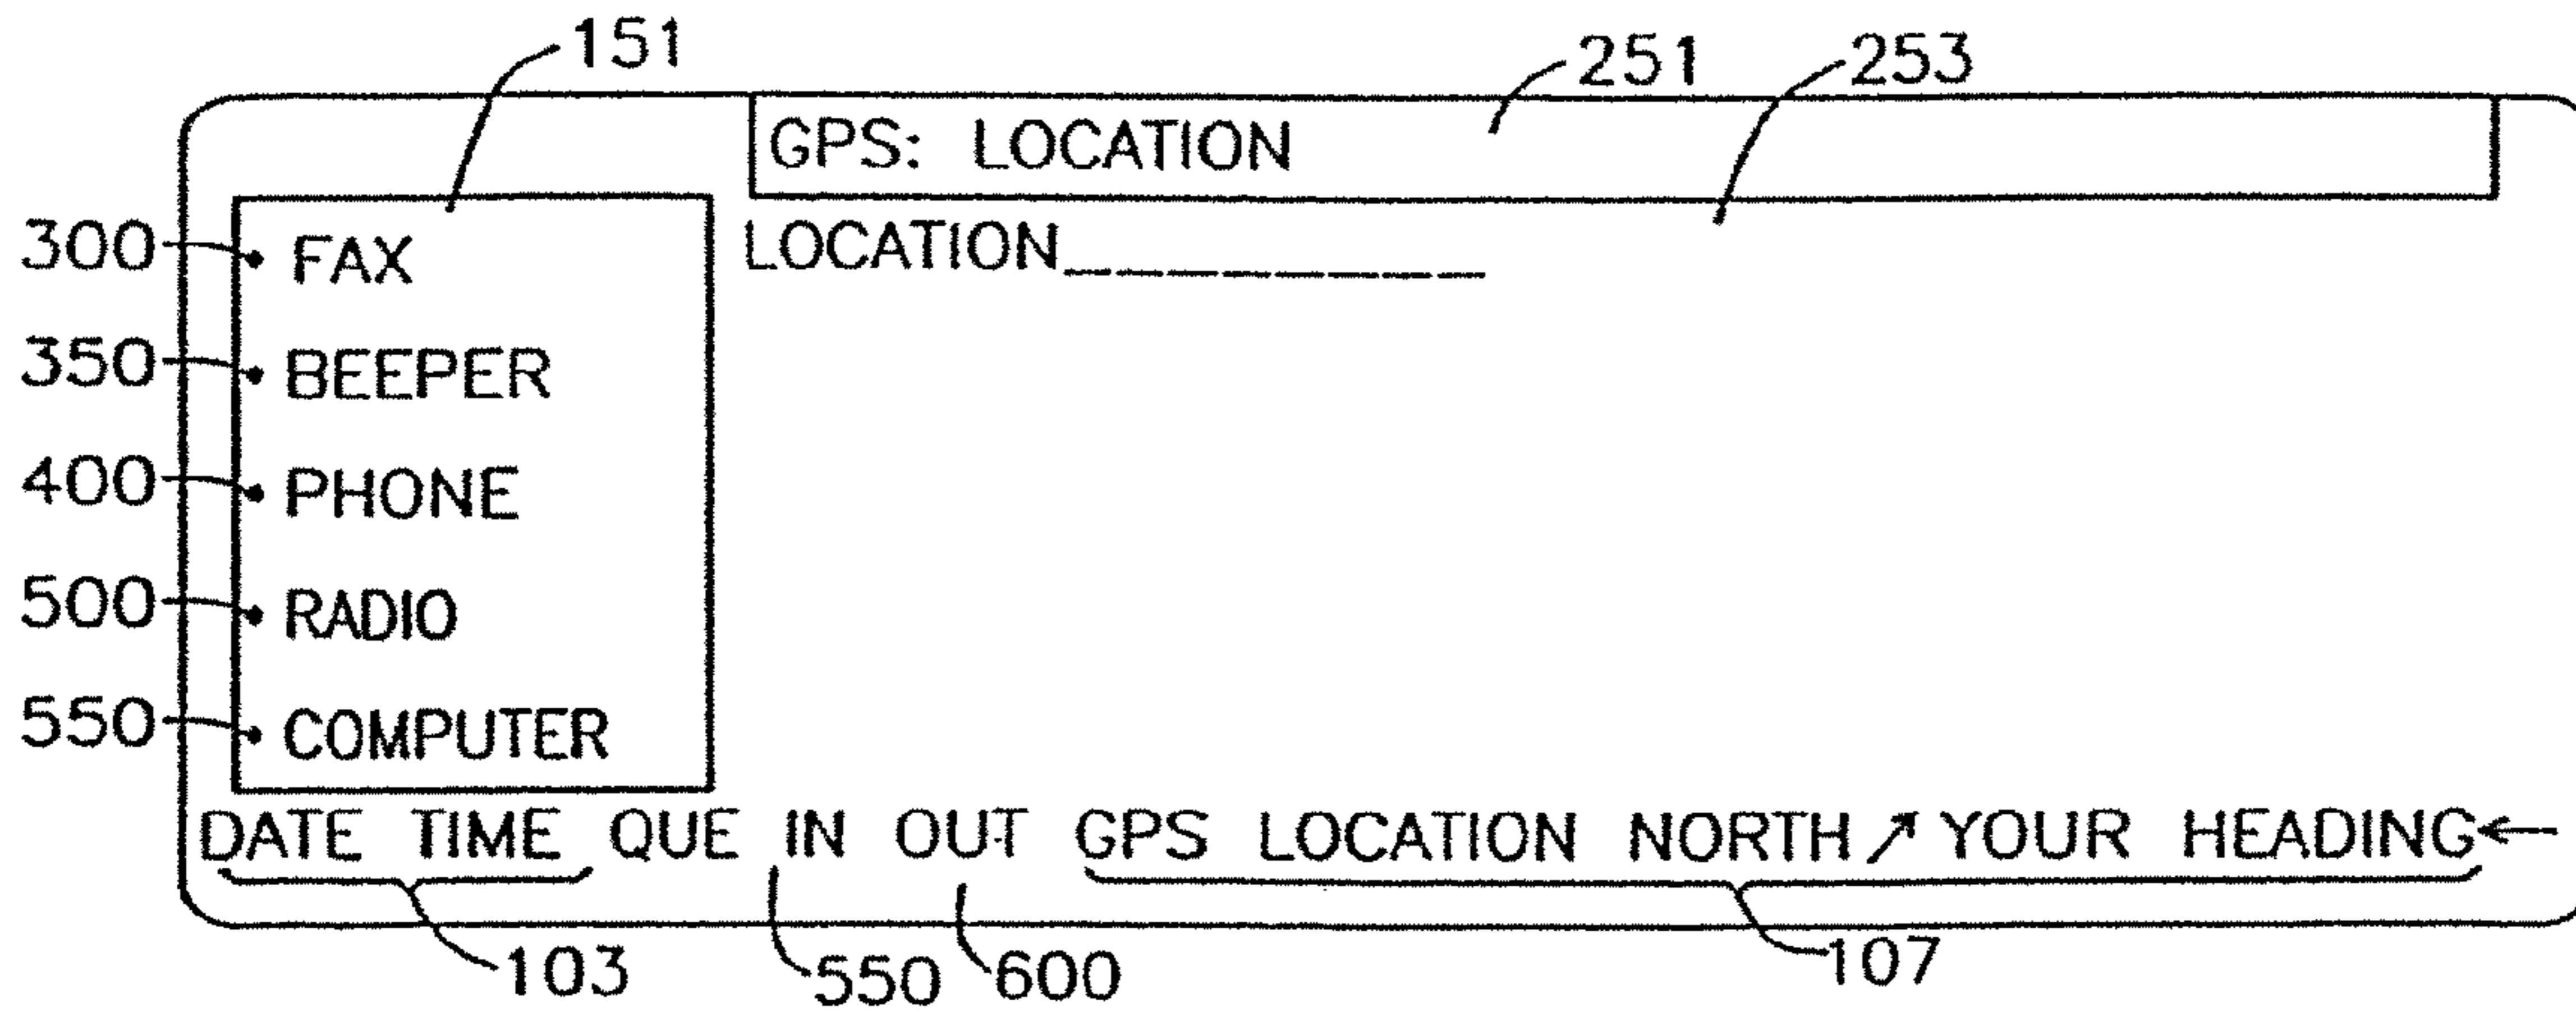 151
251
253
GPS: LOCATION
LOCATION_ _ _ _ _ _ _ _
300 • FAX
350 • BEEPER
400 • PHONE
500 • RADIO
550 • COMPUTER
DATE TIME QUE IN OUT GPS LOCATION NORTH ↗ YOUR HEADING ←
103
550
600
107